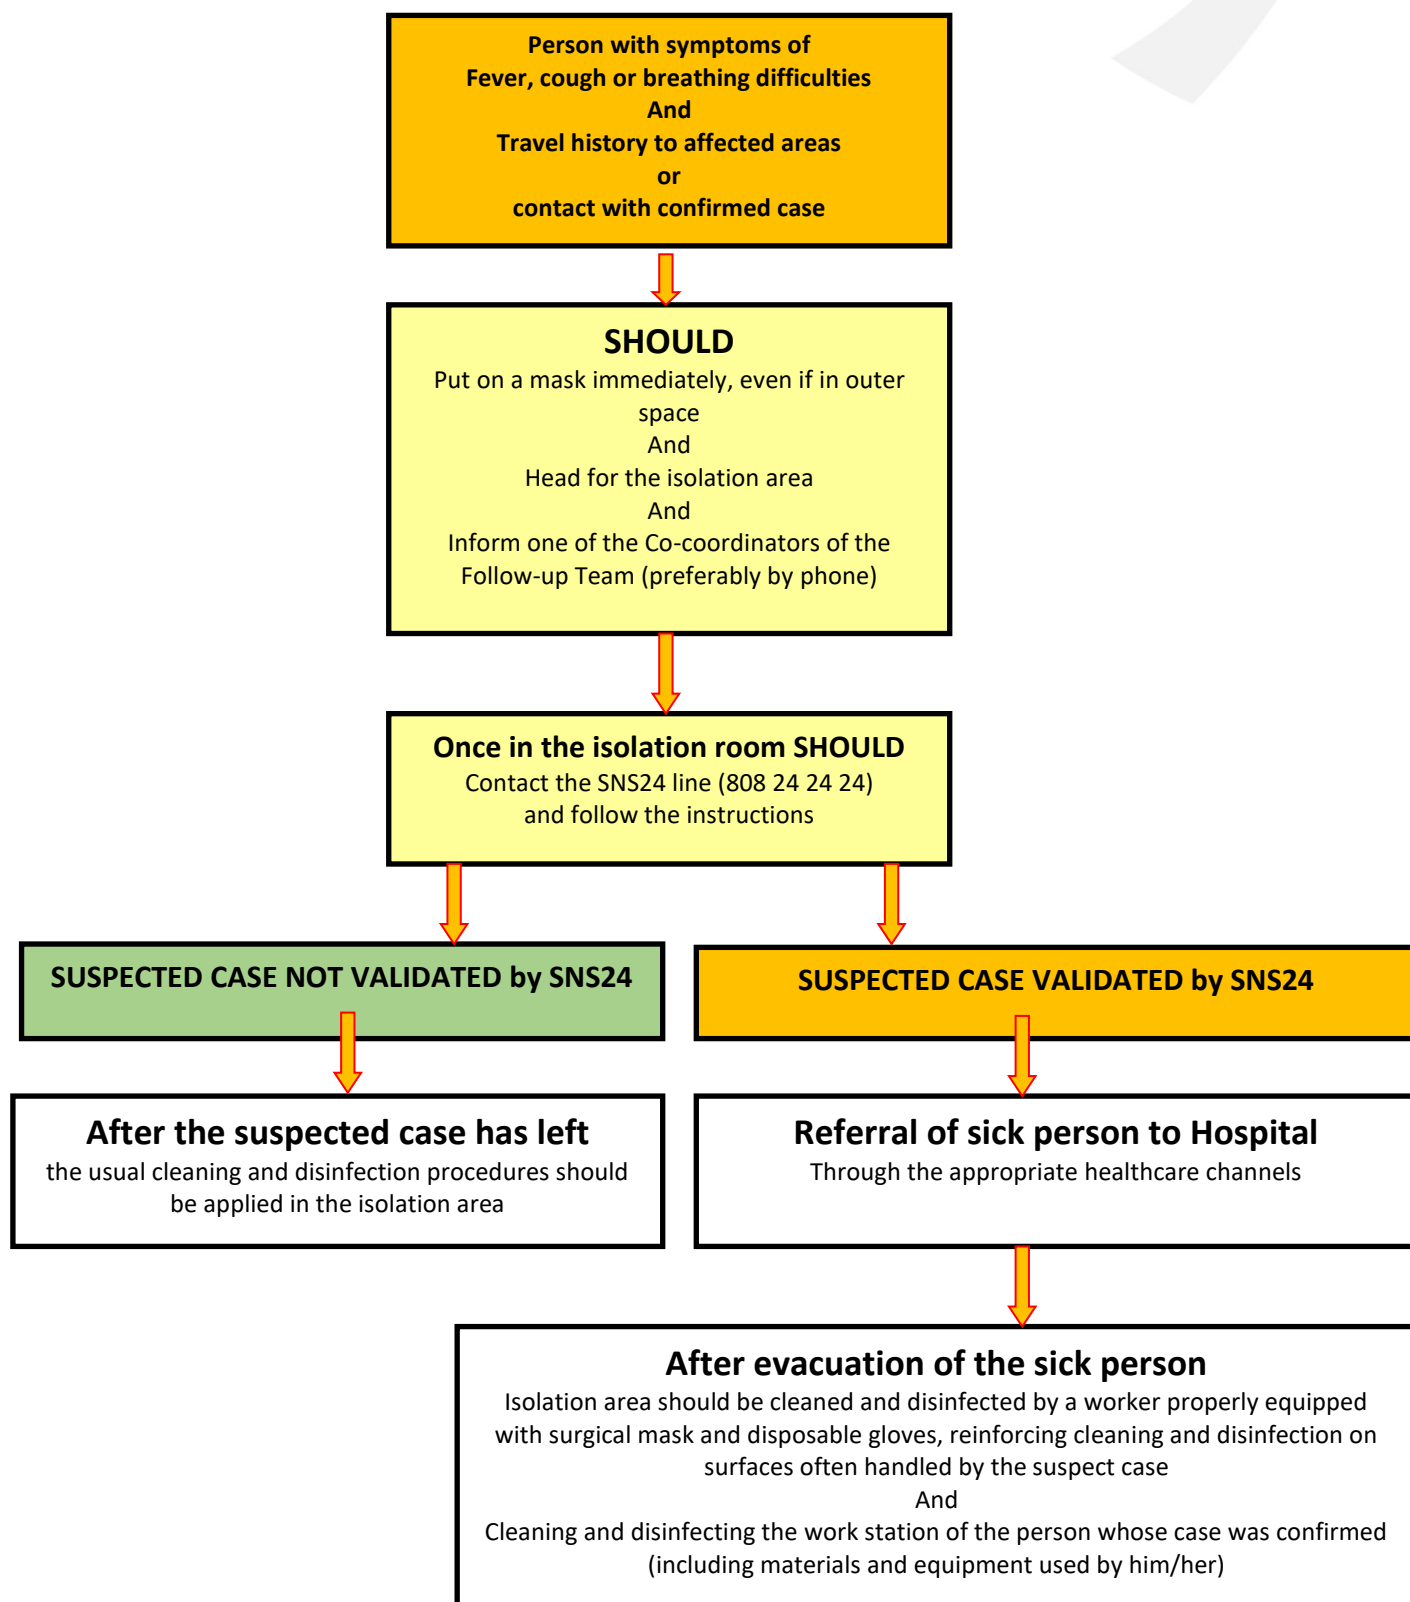 Person with symptoms of
Fever, cough or breathing difficulties
And
Travel history to affected areas
or
contact with confirmed case
SHOULD
Put on a mask immediately, even if in outer
space
And
Head for the isolation area
And
Inform one of the Co-coordinators of the
Follow-up Team (preferably by phone)
Once in the isolation room SHOULD
Contact the SNS24 line (808 24 24 24)
and follow the instructions
SUSPECTED CASE NOT VALIDATED by SNS24
SUSPECTED CASE VALIDATED by SNS24
After the suspected case has left
the usual cleaning and disinfection procedures should
be applied in the isolation area
Referral of sick person to Hospital
Through the appropriate healthcare channels
After evacuation of the sick person
Isolation area should be cleaned and disinfected by a worker properly equipped
with surgical mask and disposable gloves, reinforcing cleaning and disinfection on
surfaces often handled by the suspect case
And
Cleaning and disinfecting the work station of the person whose case was confirmed
(including materials and equipment used by him/her)